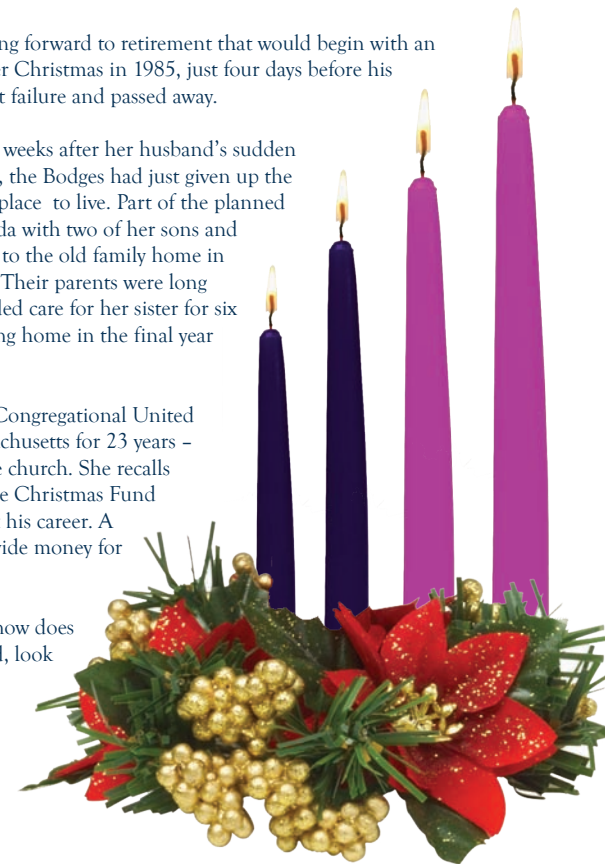 ng forward to retirement that would begin with an
r Christmas in 1985, just four days before his
t failure and passed away.
weeks after her husband’s sudden
, the Bodges had just given up the
place to live. Part of the planned
da with two of her sons and
to the old family home in
Their parents were long
led care for her sister for six
ng home in the final year
Congregational United
chusetts for 23 years –
e church. She recalls
e Christmas Fund
his career. A
ide money for
now does
l, look